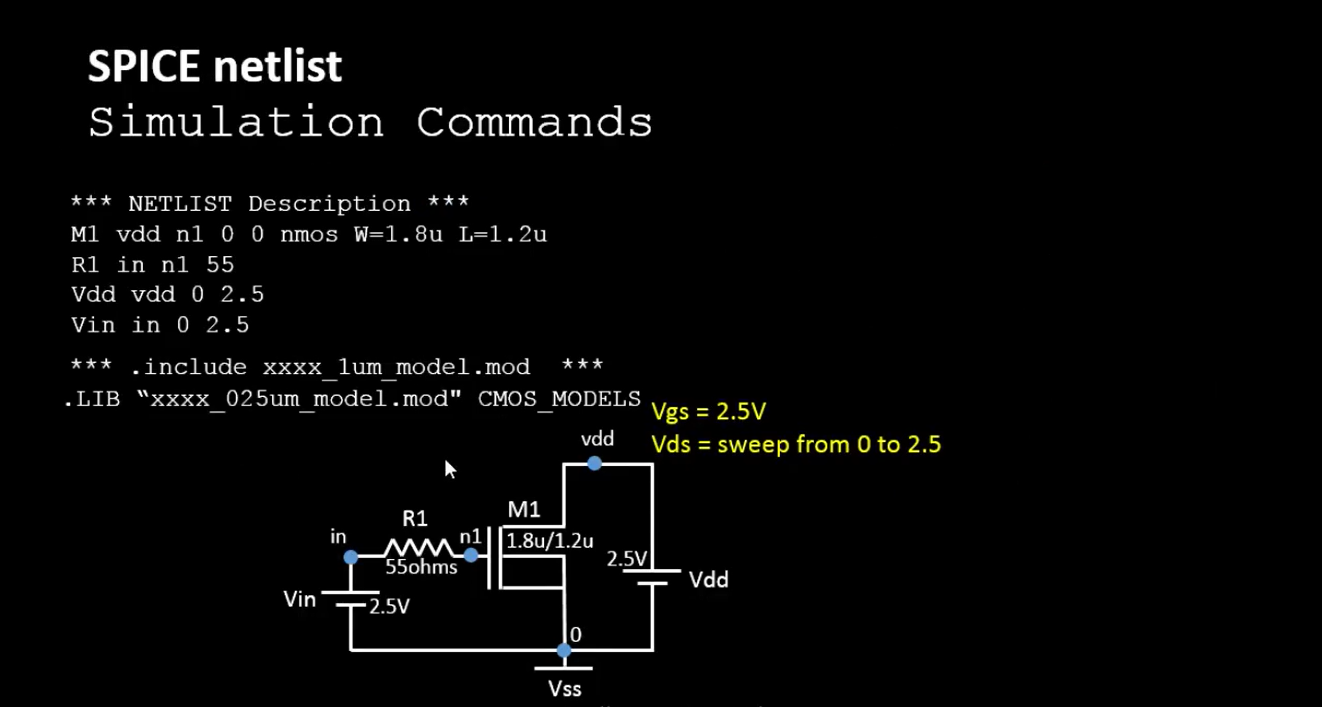 SPICE netlist
Simulation Commands
*** NETLIST Description ***
M1 vdd n1 0 0 nmos W=1.8u L=1.2u
R1 in n1 55
Vdd vdd 0 2.5
Vin in 0 2.5
*** .include xxxx_1um_model.mod ***
.LIB “xxxx_025um_model.mod" CMOS_MODELS
Vgs = 2.5V
Vds = sweep from 0 to 2.5
vdd
M1
R1
in
n1
1.8u/1.2u
55ohms
2.5V
Vdd
Vin
2.5V
0
Vss